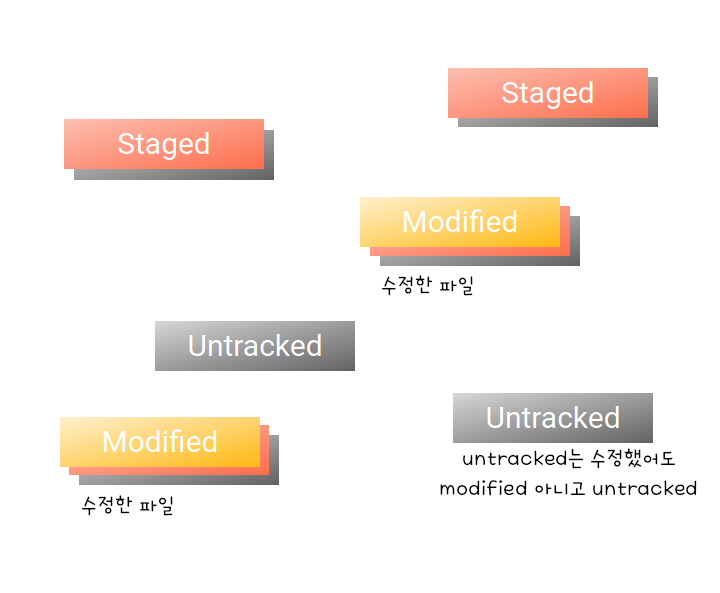 Staged
Staged
Modified
수정한 파일
Untracked
Modified
수정한 파일
Untracked
untracked는 수정했어도
modified 아니고 untracked